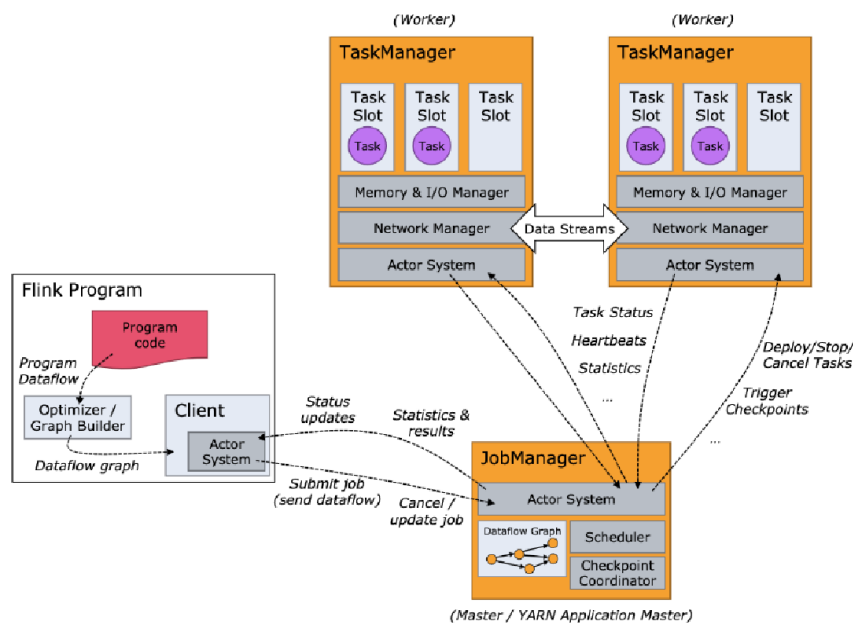 (Worker)
TaskManager
Task
Slot
Task
Task
Slot
Task
Task
Slot
Memory & I/O Manager
Network Manager
Actor System
(Worker)
TaskManager
Task
Slot
Task
Task
Slot
Task
Task
Slot
Memory & I/O Manager
Network Manager
Actor System
Data Streams
Flink Program
Program
code
Program
Dataflow
Optimizer /
Graph Builder
Dataflow graph
Client
Actor
System
Status
updates
Statistics &
results
Submit job
(send dataflow)
Cancel /
update job
Task Status
Heartbeats
Statistics
...
Deploy/Stop/
Cancel Tasks
Trigger
Checkpoints
...
JobManager
Actor System
Dataflow Graph
Scheduler
Checkpoint
Coordinator
(Master / YARN Application Master)